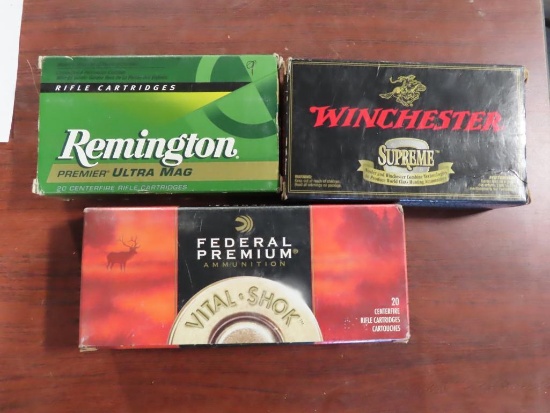 RIFLE CARTRIDGES
9
Remington
PREMIER ULTRA MAG
20 CENTERFIRE RIFLE CARTRIDGES
WINCHESTER
SUPREME
FEDERAL
PREMIUM
AMMUNITION
VITAL·SHOK
20
CENTERFIRE
RIFLE CARTRIDGES
CARTOUCHES